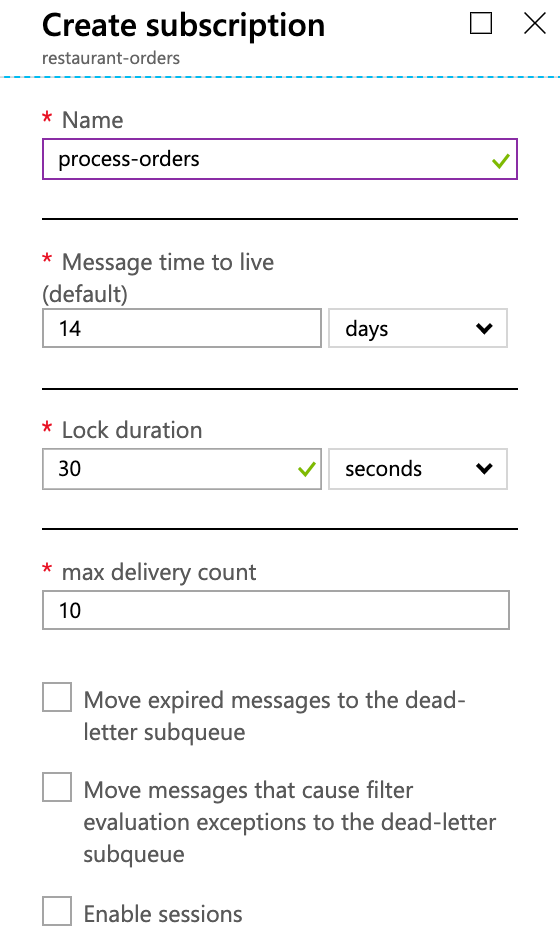 Create subscription
restaurant-orders
* Name
process-orders
* Message time to live
(default)
14 days
* Lock duration
30 seconds
* max delivery count
10
Move expired messages to the dead-
letter subqueue
Move messages that cause filter
evaluation exceptions to the dead-letter
subqueue
Enable sessions